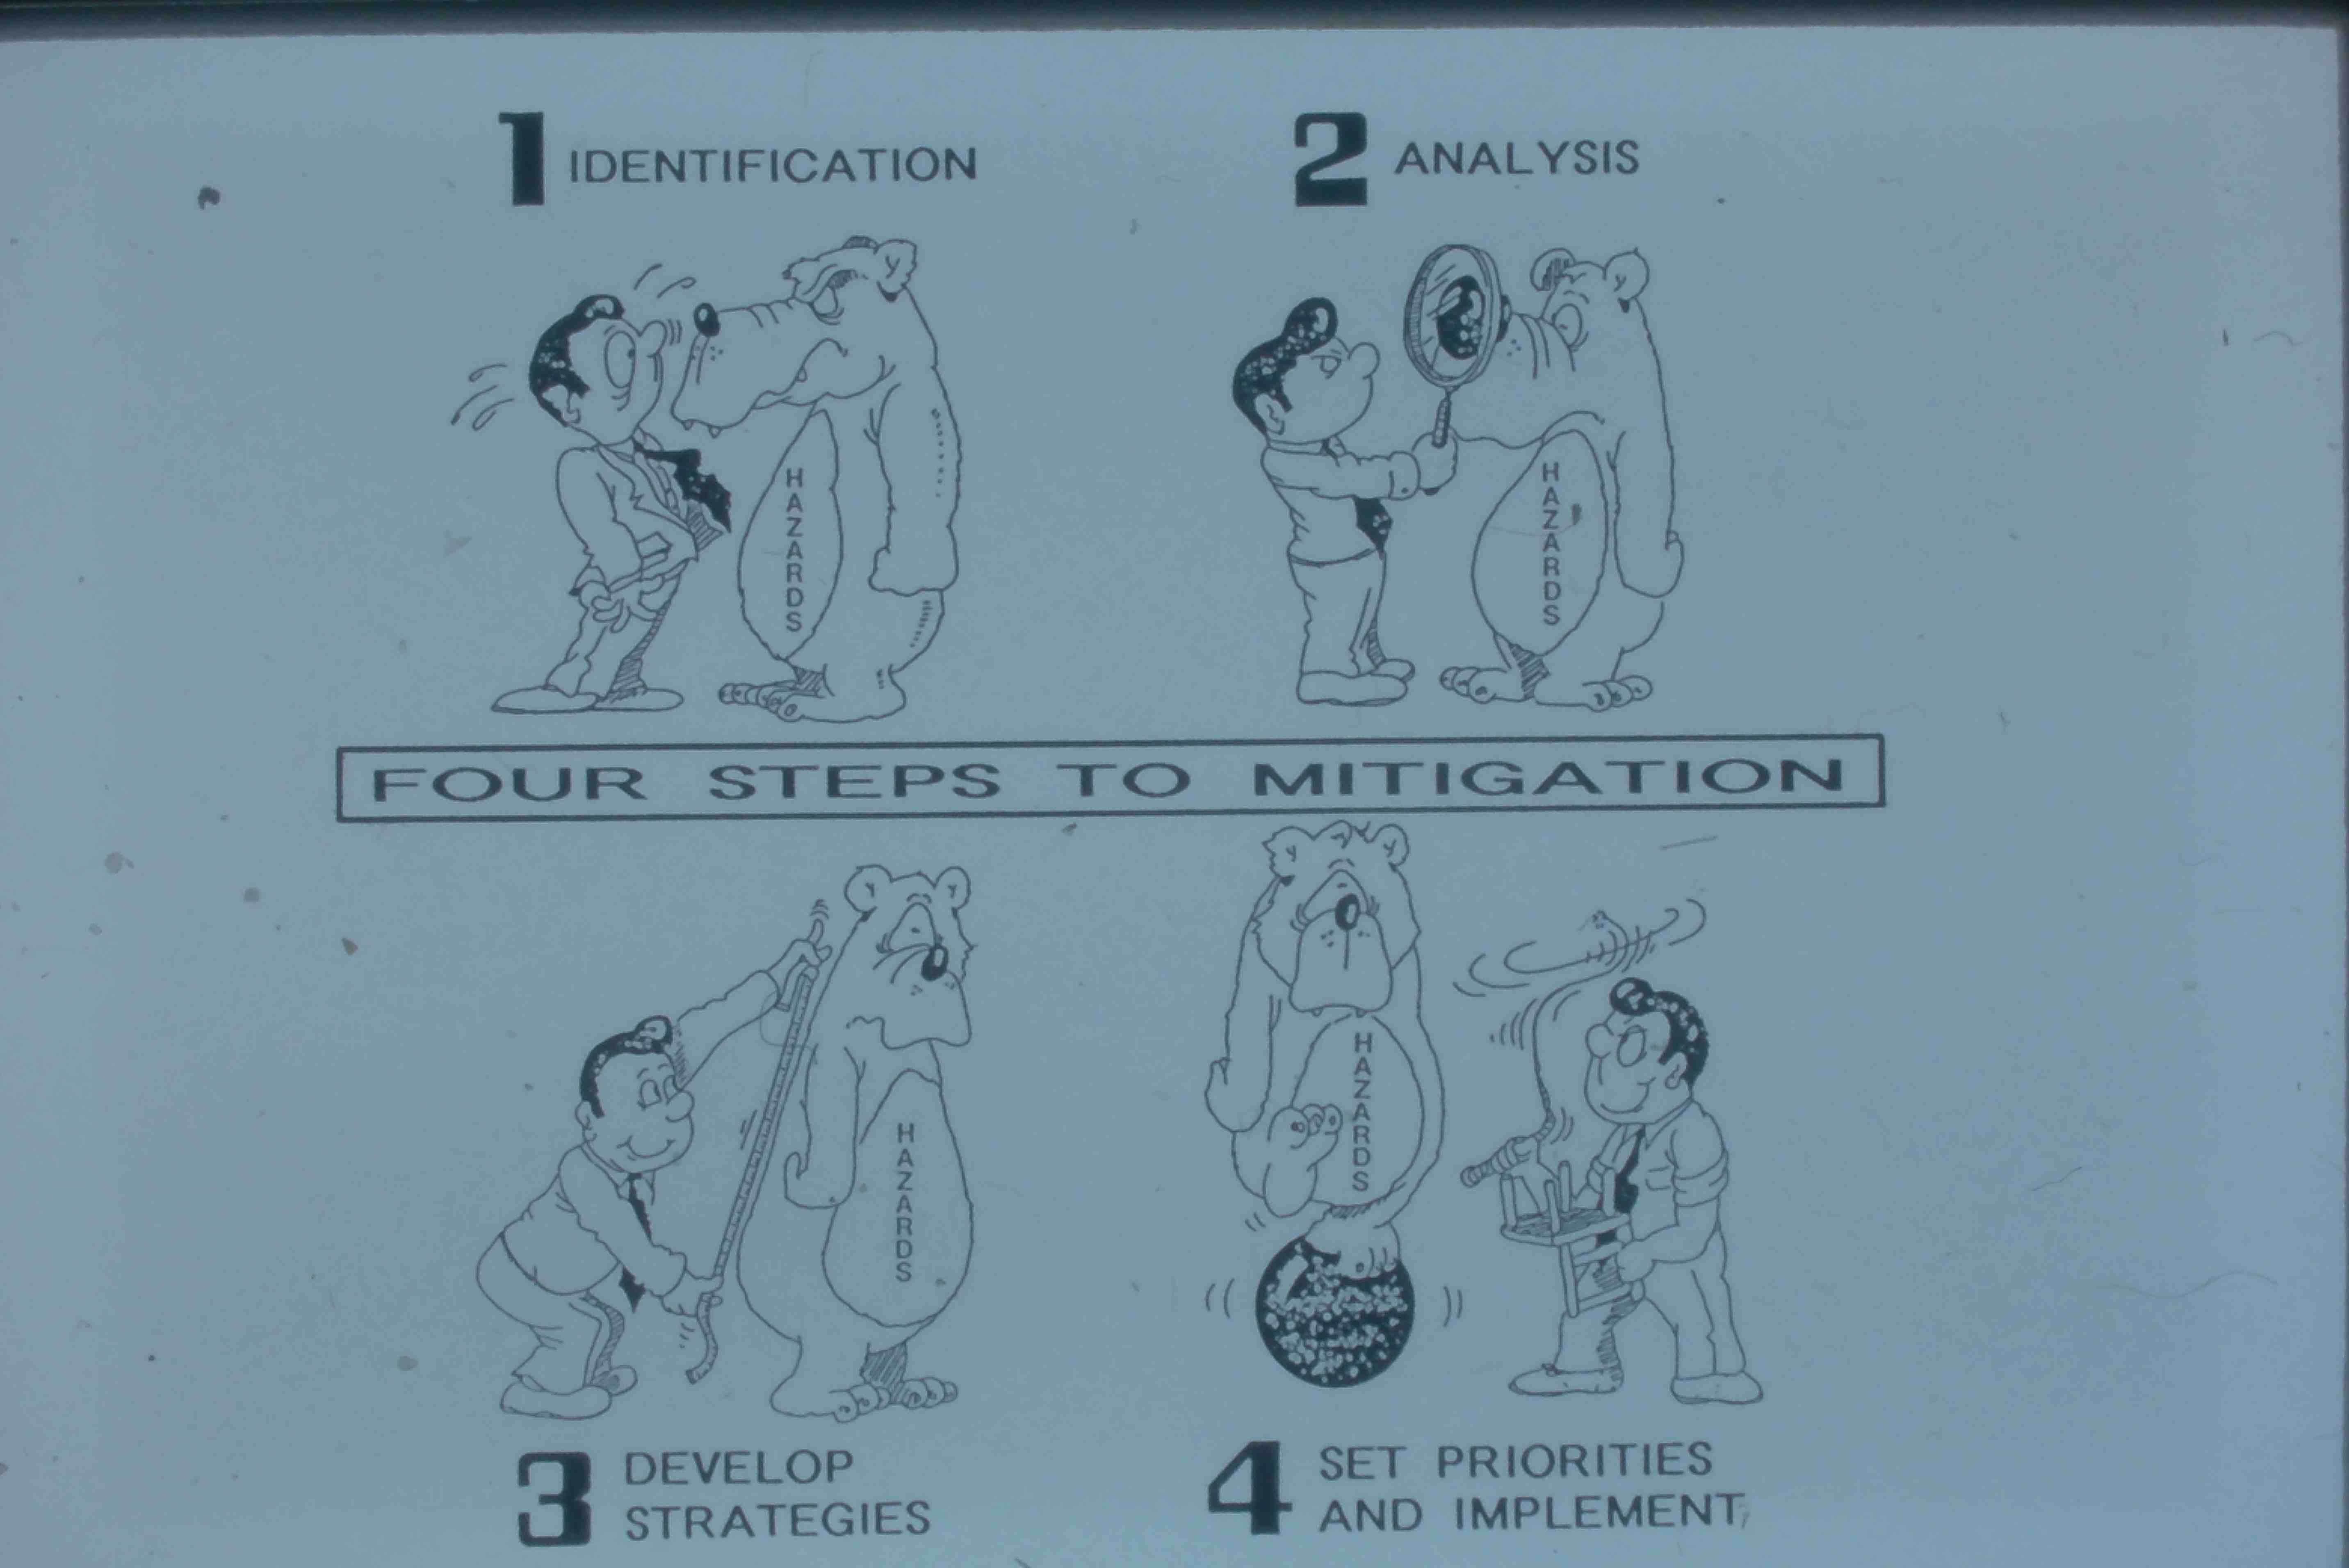 1 IDENTIFICATION
2 ANALYSIS
HAZARDS
HAZARDS
FOUR STEPS TO MITIGATION
HAZARDS
HAZARDS
3 DEVELOP
STRATEGIES
4 SET PRIORITIES
AND IMPLEMENT